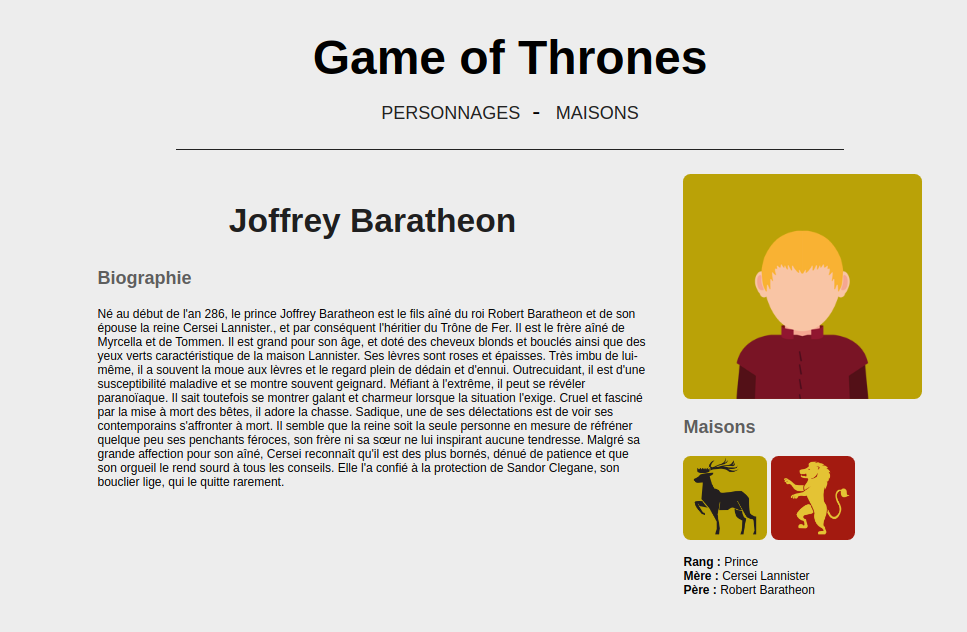 Game of Thrones
PERSONNAGES - MAISONS
Joffrey Baratheon
Biographie
Né au début de l'an 286, le prince Joffrey Baratheon est le fils aîné du roi Robert Baratheon et de son
épouse la reine Cersei Lannister., et par conséquent l'héritier du Trône de Fer. Il est le frère aîné de
Myrcella et de Tommen. Il est grand pour son âge, et doté des cheveux blonds et bouclés ainsi que des
yeux verts caractéristique de la maison Lannister. Ses lèvres sont roses et épaisses. Très imbu de lui-
même, il a souvent la moue aux lèvres et le regard plein de dédain et d'ennui. Outrecuidant, il est d'une
susceptibilité maladive et se montre souvent geignard. Méfiant à l'extrême, il peut se révéler
paranoïaque. Il sait toutefois se montrer galant et charmeur lorsque la situation l'exige. Cruel et fasciné
par la mise à mort des bêtes, il adore la chasse. Sadique, une de ses délectations est de voir ses
contemporains s'affronter à mort. Il semble que la reine soit la seule personne en mesure de réfréner
quelque peu ses penchants féroces, son frère ni sa sœur ne lui inspirant aucune tendresse. Malgré sa
grande affection pour son aîné, Cersei reconnaît qu'il est des plus bornés, dénué de patience et que
son orgueil le rend sourd à tous les conseils. Elle l'a confié à la protection de Sandor Clegane, son
bouclier lige, qui le quitte rarement.
Maisons
Rang : Prince
Mère : Cersei Lannister
Père : Robert Baratheon